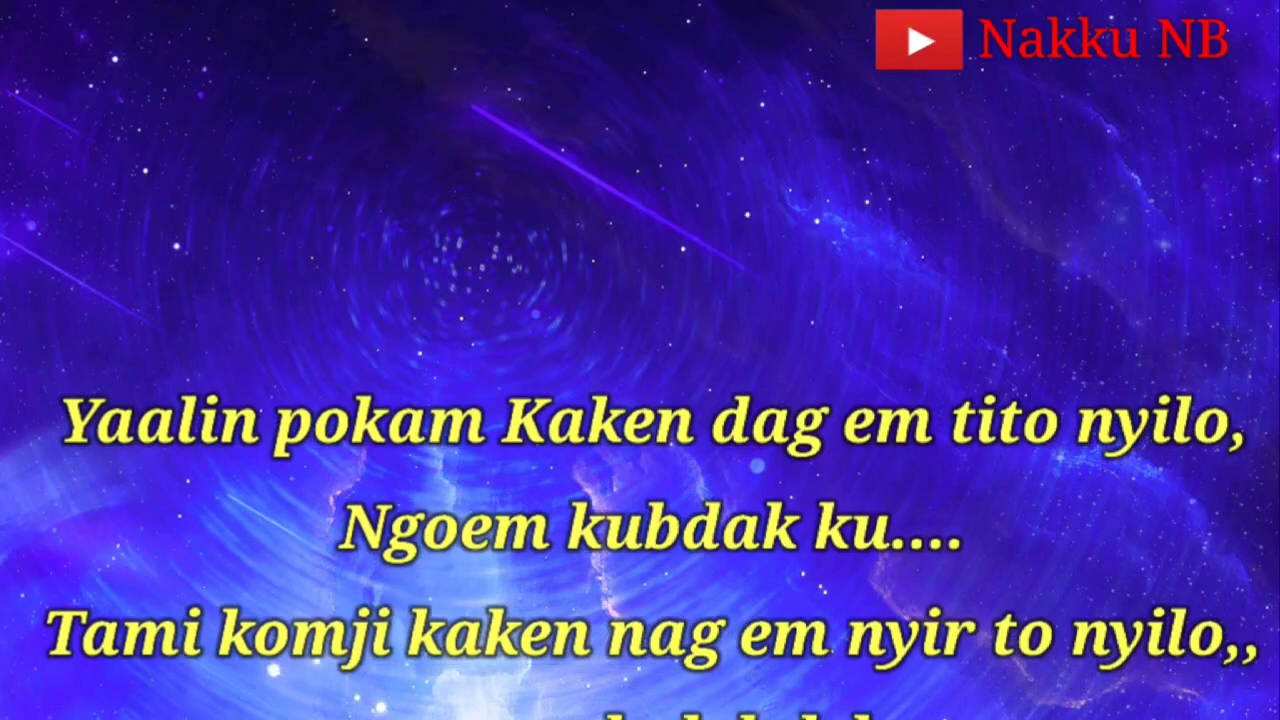 Nakku NB
Yaalin pokam Kaken dag em tito nyilo,
Ngoem kubdak ku....
Tami komji kaken nag em nyir to nyilo,,